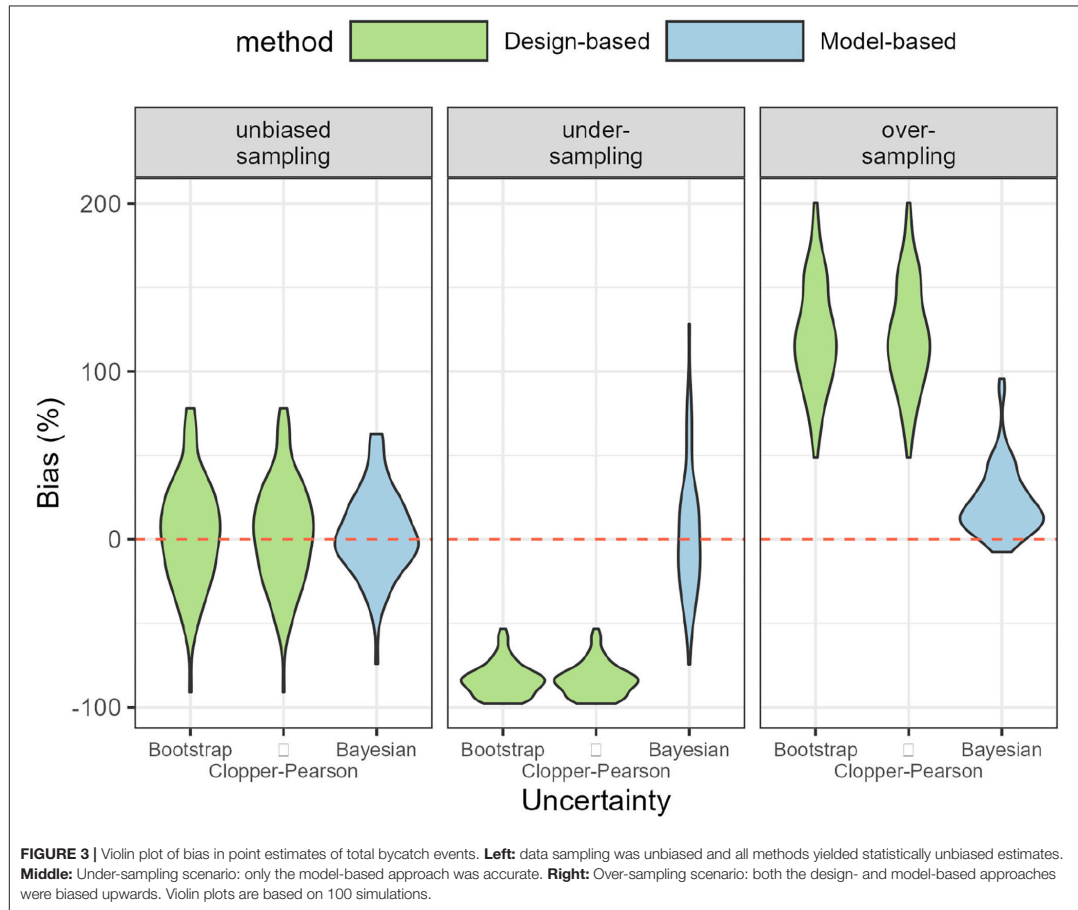 method Design-based Model-based
unbiased
sampling
under-
sampling
over-
sampling
200
100
0
-100
Bias (%)
Bootstrap □ Bayesian
Clopper-Pearson
Bootstrap □ Bayesian
Clopper-Pearson
Bootstrap □ Bayesian
Clopper-Pearson
Uncertainty
FIGURE 3 | Violin plot of bias in point estimates of total bycatch events. Left: data sampling was unbiased and all methods yielded statistically unbiased estimates.
Middle: Under-sampling scenario: only the model-based approach was accurate. Right: Over-sampling scenario: both the design- and model-based approaches
were biased upwards. Violin plots are based on 100 simulations.